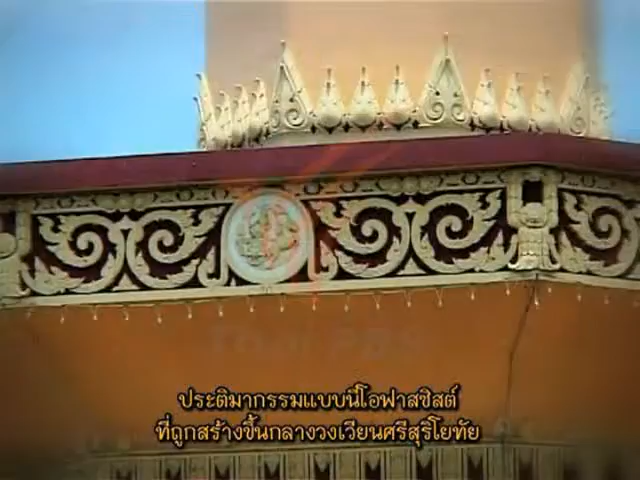 ประติมากรรมแบบนีโอฟาสซิสต์
ที่ถูกสร้างขึ้นกลางวงเวียนศรีสุริโยทัย